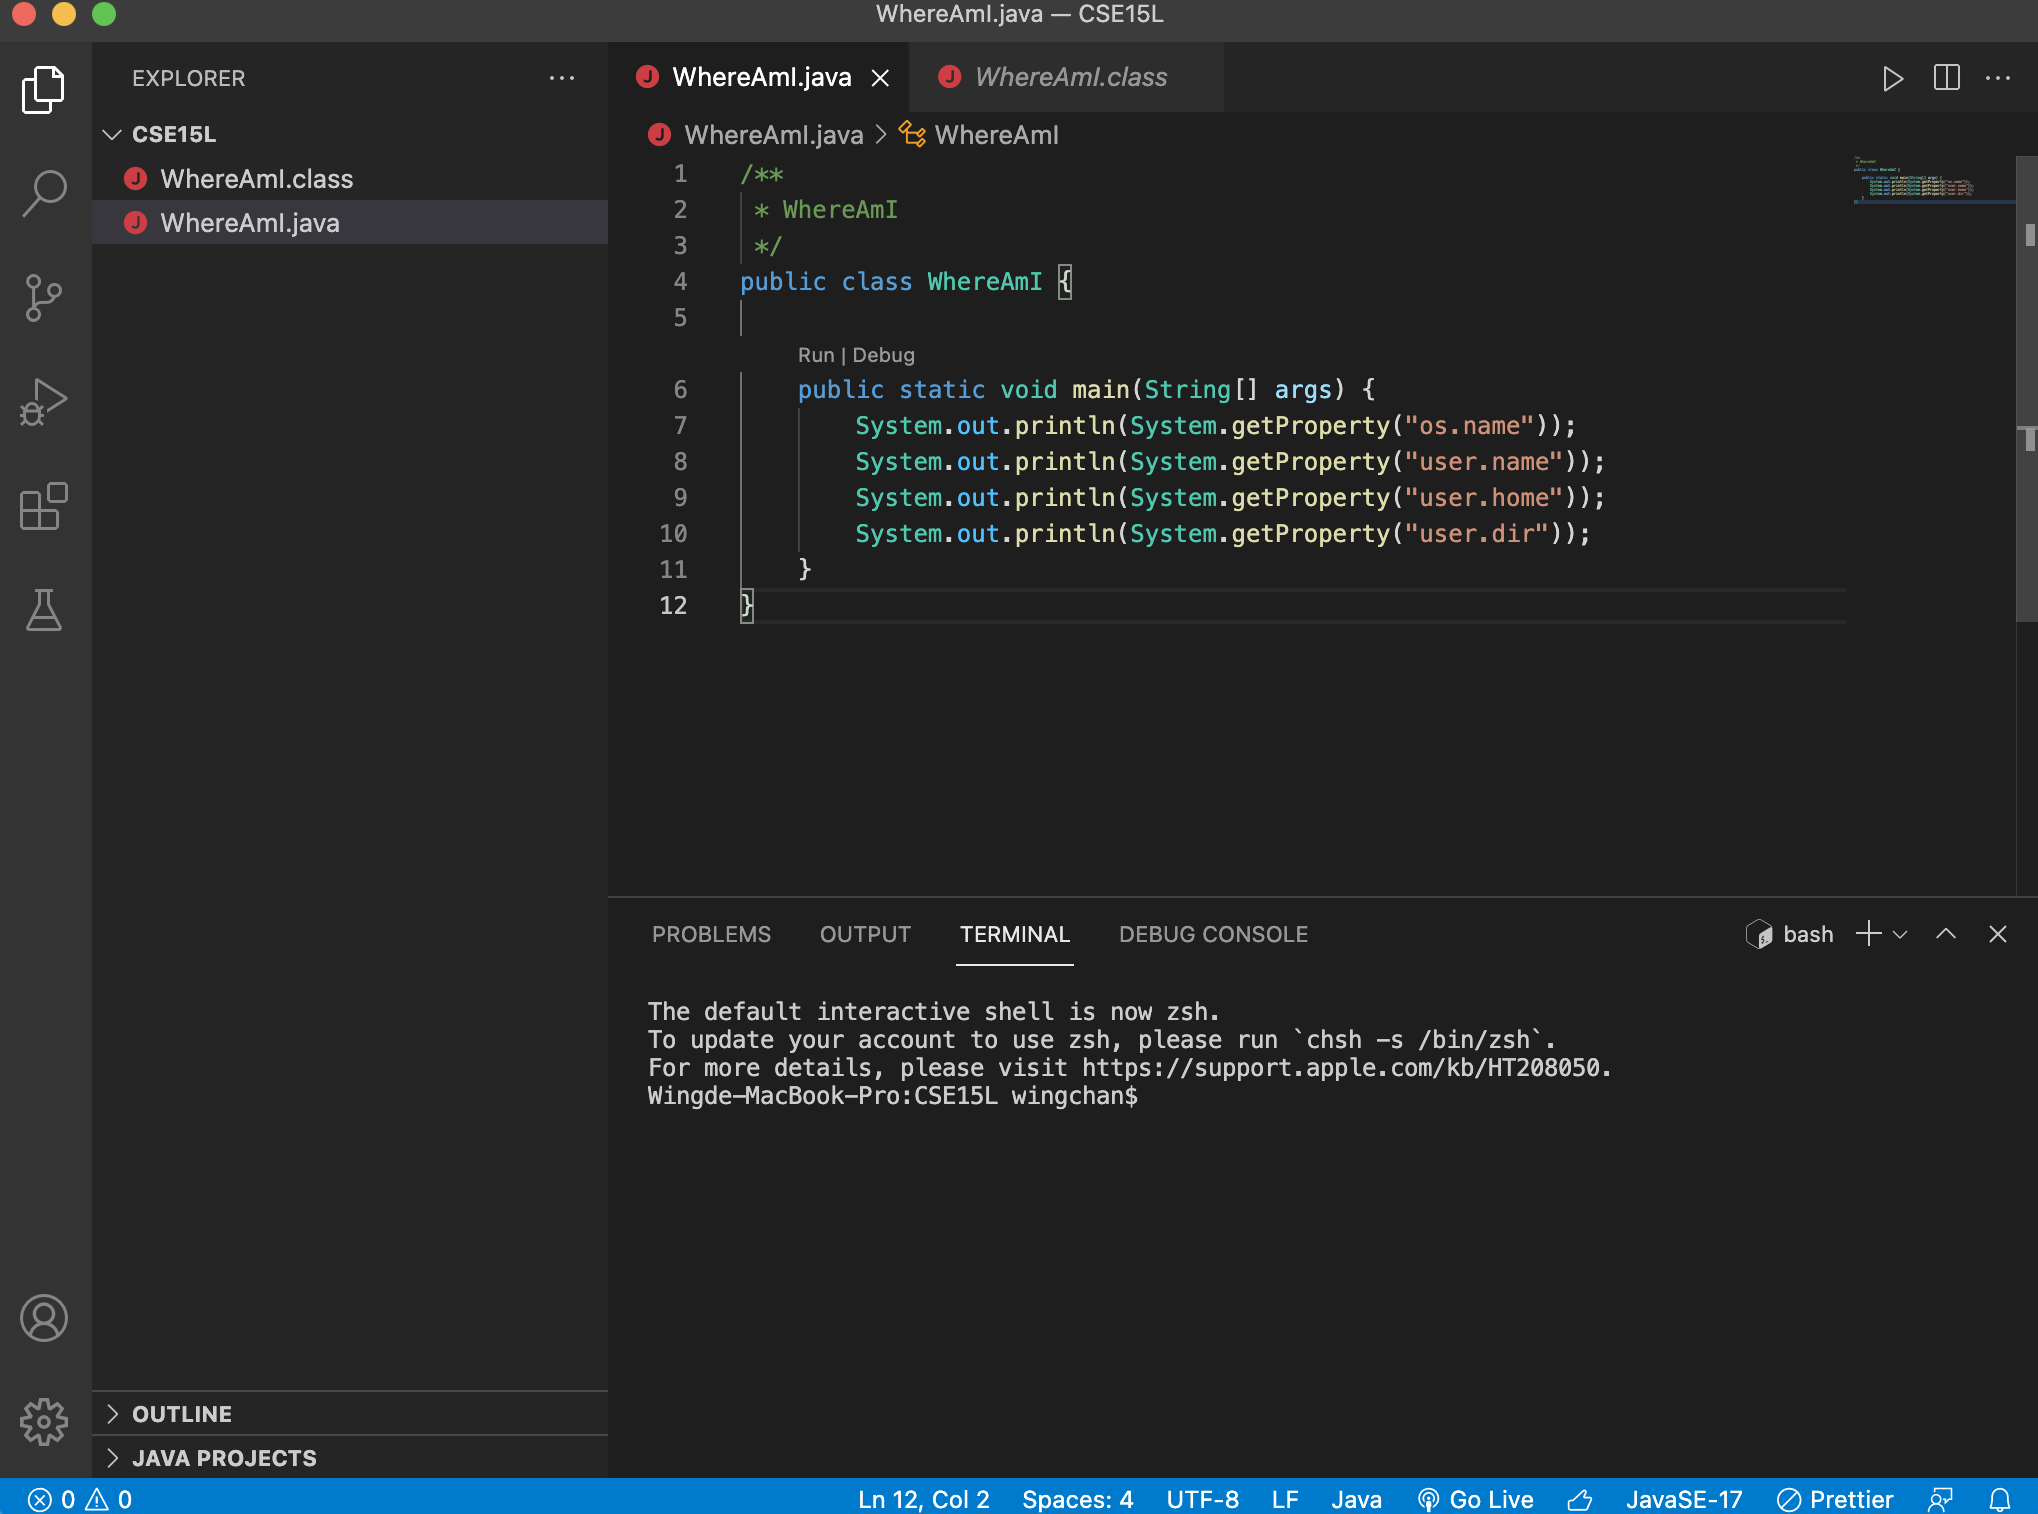 WhereAmI.java — CSE15L
EXPLORER
CSE15L
WhereAmI.class
WhereAmI.java
WhereAmI.java
WhereAmI.class
WhereAmI.java > WhereAmI
1 /**
2 * WhereAmI
3 */
4 public class WhereAmI {
5
Run | Debug
6 public static void main(String[] args) {
7 System.out.println(System.getProperty("os.name"));
8 System.out.println(System.getProperty("user.name"));
9 System.out.println(System.getProperty("user.home"));
10 System.out.println(System.getProperty("user.dir"));
11 }
12 }
PROBLEMS OUTPUT TERMINAL DEBUG CONSOLE
bash
The default interactive shell is now zsh.
To update your account to use zsh, please run `chsh -s /bin/zsh`.
For more details, please visit https://support.apple.com/kb/HT208050.
Wingde-MacBook-Pro:CSE15L wingchan$
OUTLINE
JAVA PROJECTS
0 0 Ln 12, Col 2 Spaces: 4 UTF-8 LF Java Go Live JavaSE-17 Prettier